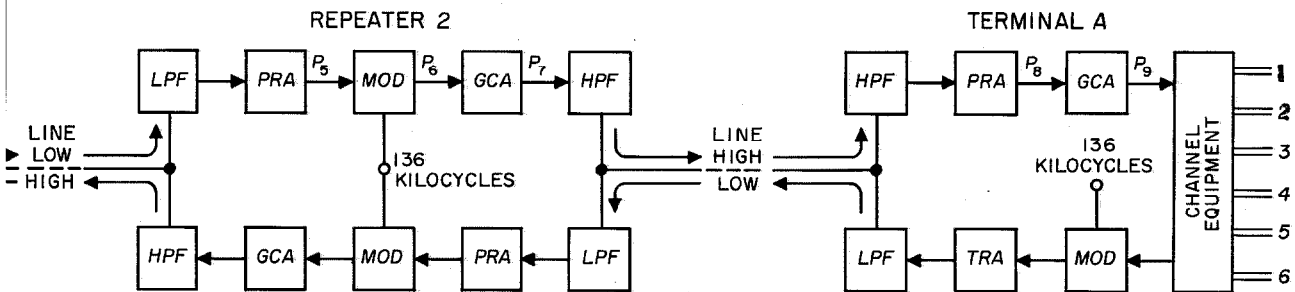 REPEATER 2
TERMINAL A
LPF
PRA
P5
MOD
P6
GCA
P7
HPF
HPF
PRA
P8
GCA
P9
CHANNEL EQUIPMENT
1
2
3
4
5
6
LINE
LOW
HIGH
136
KILOCYCLES
LINE
HIGH
LOW
136
KILOCYCLES
HPF
GCA
MOD
PRA
LPF
LPF
TRA
MOD